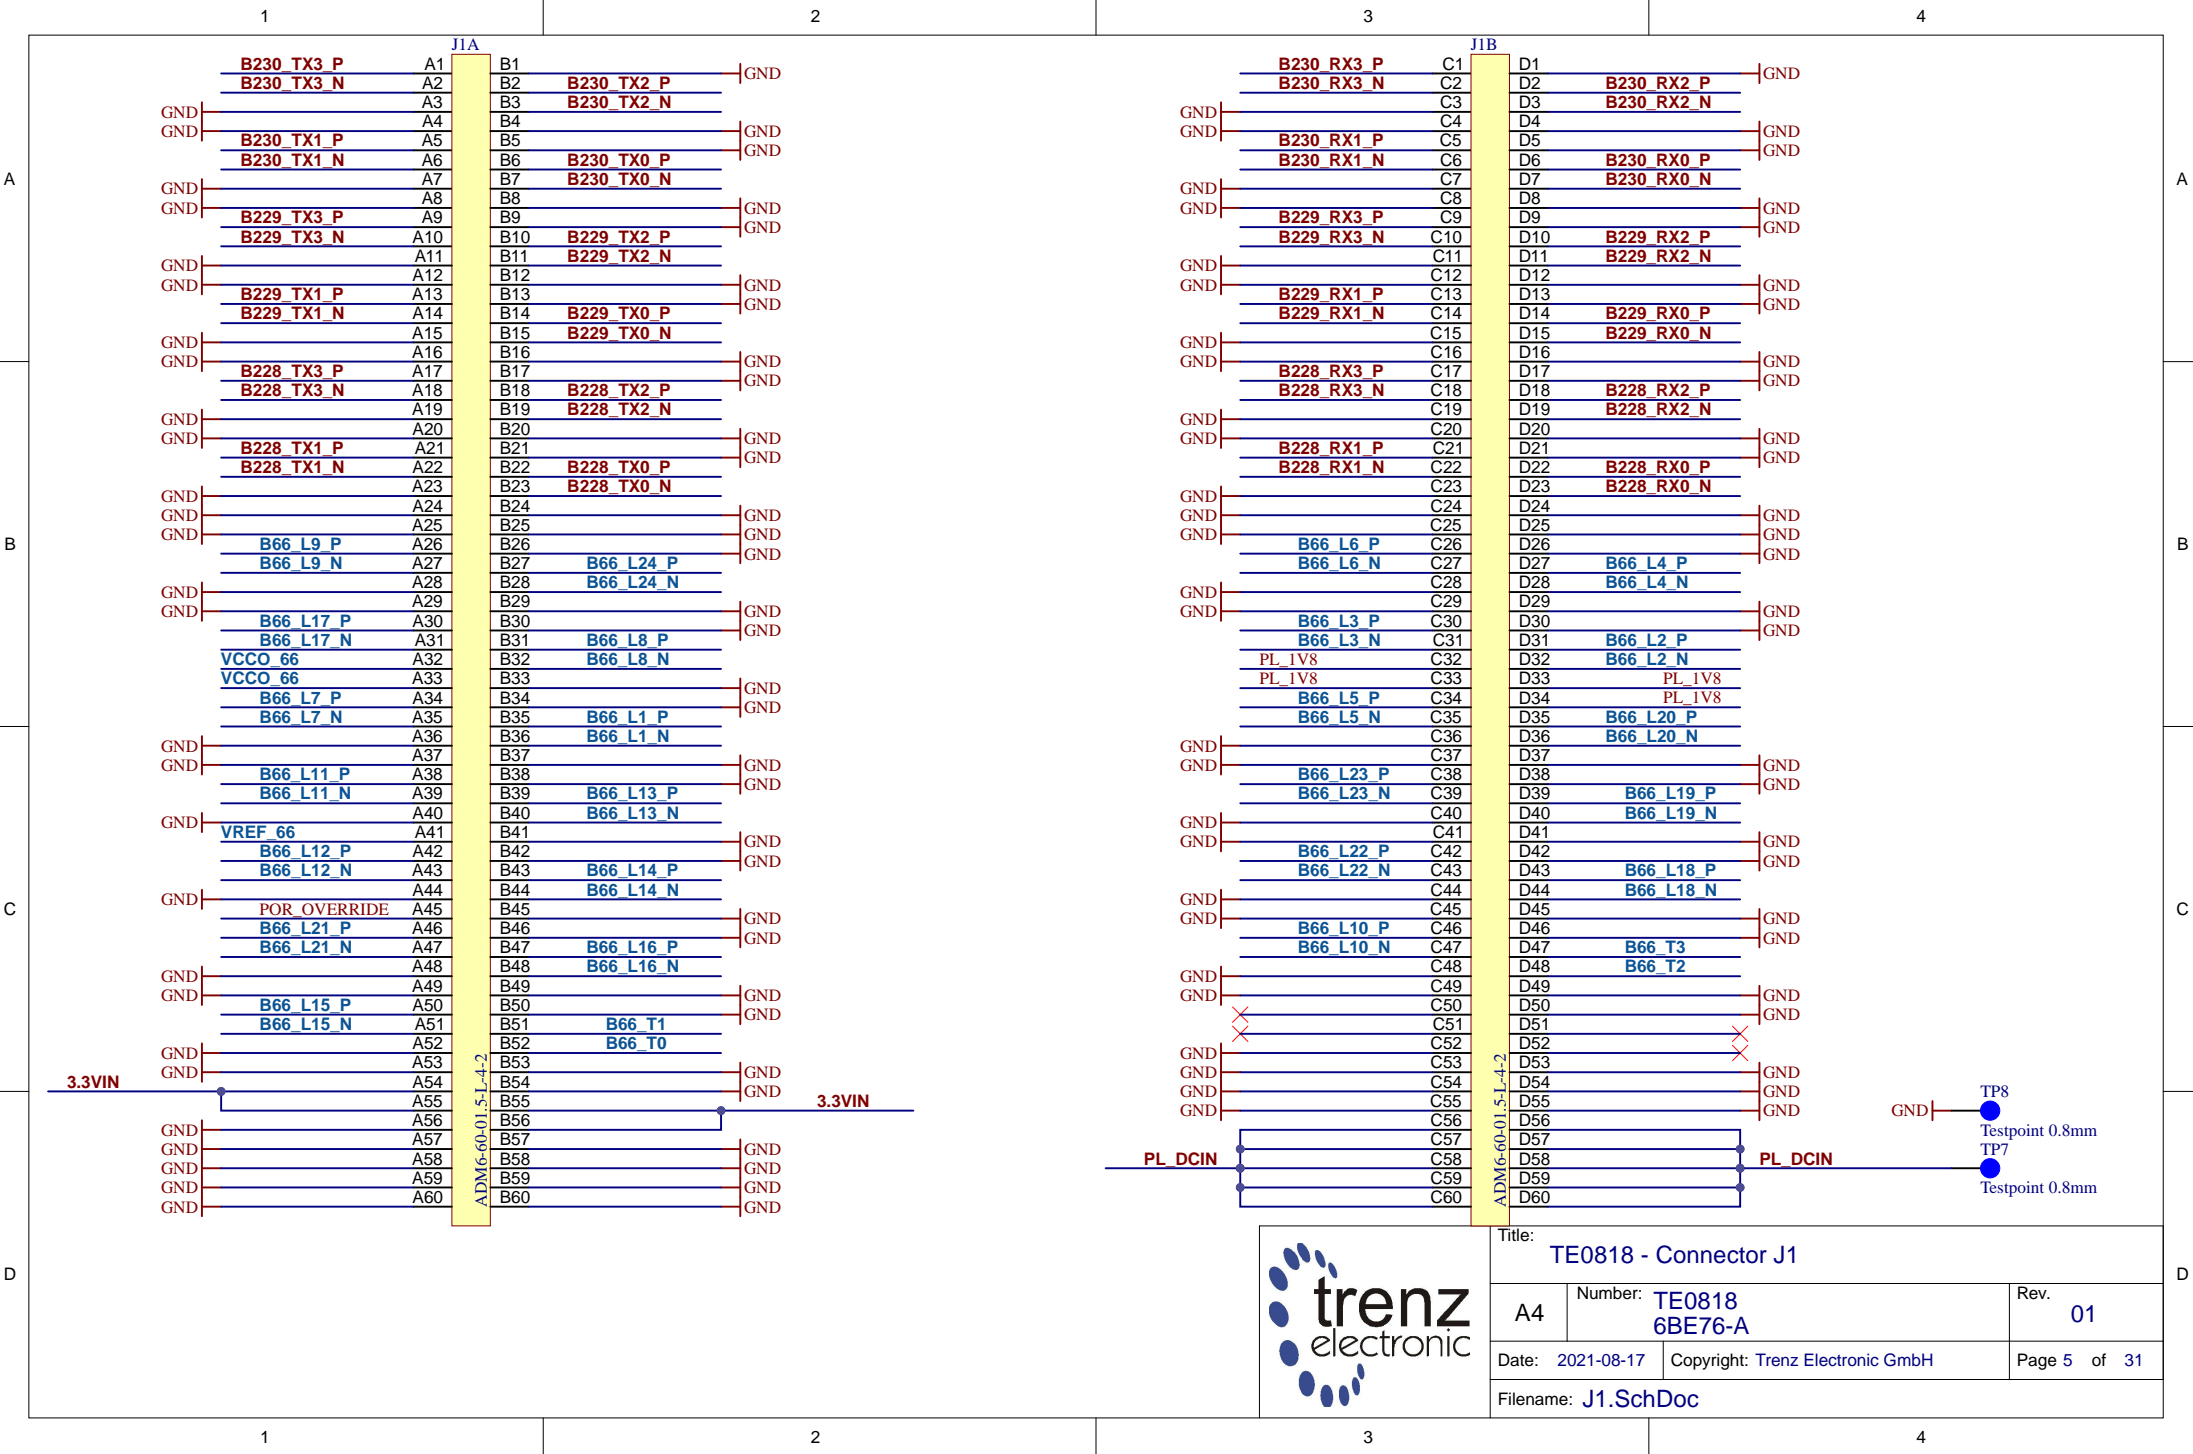 1 2 3 4
J1A
B230_TX3_P A1 B1 GND
B230_TX3_N A2 B2 B230_TX2_P
GND A3 B3 B230_TX2_N
GND A4 B4 GND
B230_TX1_P A5 B5 GND
B230_TX1_N A6 B6 B230_TX0_P
GND A7 B7 B230_TX0_N
GND A8 B8 GND
B229_TX3_P A9 B9 GND
B229_TX3_N A10 B10 B229_TX2_P
GND A11 B11 B229_TX2_N
GND A12 B12 GND
B229_TX1_P A13 B13 GND
B229_TX1_N A14 B14 B229_TX0_P
GND A15 B15 B229_TX0_N
GND A16 B16 GND
B228_TX3_P A17 B17 GND
B228_TX3_N A18 B18 B228_TX2_P
GND A19 B19 B228_TX2_N
GND A20 B20 GND
B228_TX1_P A21 B21 GND
B228_TX1_N A22 B22 B228_TX0_P
GND A23 B23 B228_TX0_N
GND A24 B24 GND
GND A25 B25 GND
B66_L9_P A26 B26 GND
B66_L9_N A27 B27 B66_L24_P
GND A28 B28 B66_L24_N
GND A29 B29 GND
B66_L17_P A30 B30 GND
B66_L17_N A31 B31 B66_L8_P
VCCO_66 A32 B32 B66_L8_N
VCCO_66 A33 B33 GND
B66_L7_P A34 B34 GND
B66_L7_N A35 B35 B66_L1_P
GND A36 B36 B66_L1_N
GND A37 B37 GND
B66_L11_P A38 B38 GND
B66_L11_N A39 B39 B66_L13_P
GND A40 B40 B66_L13_N
VREF_66 A41 B41 GND
B66_L12_P A42 B42 GND
B66_L12_N A43 B43 B66_L14_P
GND A44 B44 B66_L14_N
POR_OVERRIDE A45 B45 GND
B66_L21_P A46 B46 GND
B66_L21_N A47 B47 B66_L16_P
GND A48 B48 B66_L16_N
GND A49 B49 GND
B66_L15_P A50 B50 GND
B66_L15_N A51 B51 B66_T1
GND A52 B52 B66_T0
GND A53 B53 GND
3.3VIN A54 B54 GND
A55 B55 3.3VIN
GND A56 B56
GND A57 B57 GND
GND A58 B58 GND
GND A59 B59 GND
GND A60 B60 GND
ADM6-60-01.5-L-4-2
J1B
B230_RX3_P C1 D1 GND
B230_RX3_N C2 D2 B230_RX2_P
GND C3 D3 B230_RX2_N
GND C4 D4 GND
B230_RX1_P C5 D5 GND
B230_RX1_N C6 D6 B230_RX0_P
GND C7 D7 B230_RX0_N
GND C8 D8 GND
B229_RX3_P C9 D9 GND
B229_RX3_N C10 D10 B229_RX2_P
GND C11 D11 B229_RX2_N
GND C12 D12 GND
B229_RX1_P C13 D13 GND
B229_RX1_N C14 D14 B229_RX0_P
GND C15 D15 B229_RX0_N
GND C16 D16 GND
B228_RX3_P C17 D17 GND
B228_RX3_N C18 D18 B228_RX2_P
GND C19 D19 B228_RX2_N
GND C20 D20 GND
B228_RX1_P C21 D21 GND
B228_RX1_N C22 D22 B228_RX0_P
GND C23 D23 B228_RX0_N
GND C24 D24 GND
GND C25 D25 GND
B66_L6_P C26 D26 GND
B66_L6_N C27 D27 B66_L4_P
GND C28 D28 B66_L4_N
GND C29 D29 GND
B66_L3_P C30 D30 GND
B66_L3_N C31 D31 B66_L2_P
PL_1V8 C32 D32 B66_L2_N
PL_1V8 C33 D33 PL_1V8
B66_L5_P C34 D34 PL_1V8
B66_L5_N C35 D35 B66_L20_P
GND C36 D36 B66_L20_N
GND C37 D37 GND
B66_L23_P C38 D38 GND
B66_L23_N C39 D39 B66_L19_P
GND C40 D40 B66_L19_N
GND C41 D41 GND
B66_L22_P C42 D42 GND
B66_L22_N C43 D43 B66_L18_P
GND C44 D44 B66_L18_N
GND C45 D45 GND
B66_L10_P C46 D46 GND
B66_L10_N C47 D47 B66_T3
GND C48 D48 B66_T2
GND C49 D49 GND
C50 D50 GND
C51 D51
GND C52 D52
GND C53 D53 GND
GND C54 D54 GND
GND C55 D55 GND
C56 D56
C57 D57
PL_DCIN C58 D58 PL_DCIN
C59 D59
C60 D60
ADM6-60-01.5-L-4-2
TP8
GND
Testpoint 0.8mm
TP7
Testpoint 0.8mm
A A
B B
C C
D D
trenz
electronic
Title:
TE0818 - Connector J1
A4
Number: TE0818
6BE76-A
Rev.
01
Date: 2021-08-17 Copyright: Trenz Electronic GmbH Page 5 of 31
Filename: J1.SchDoc
1 2 3 4